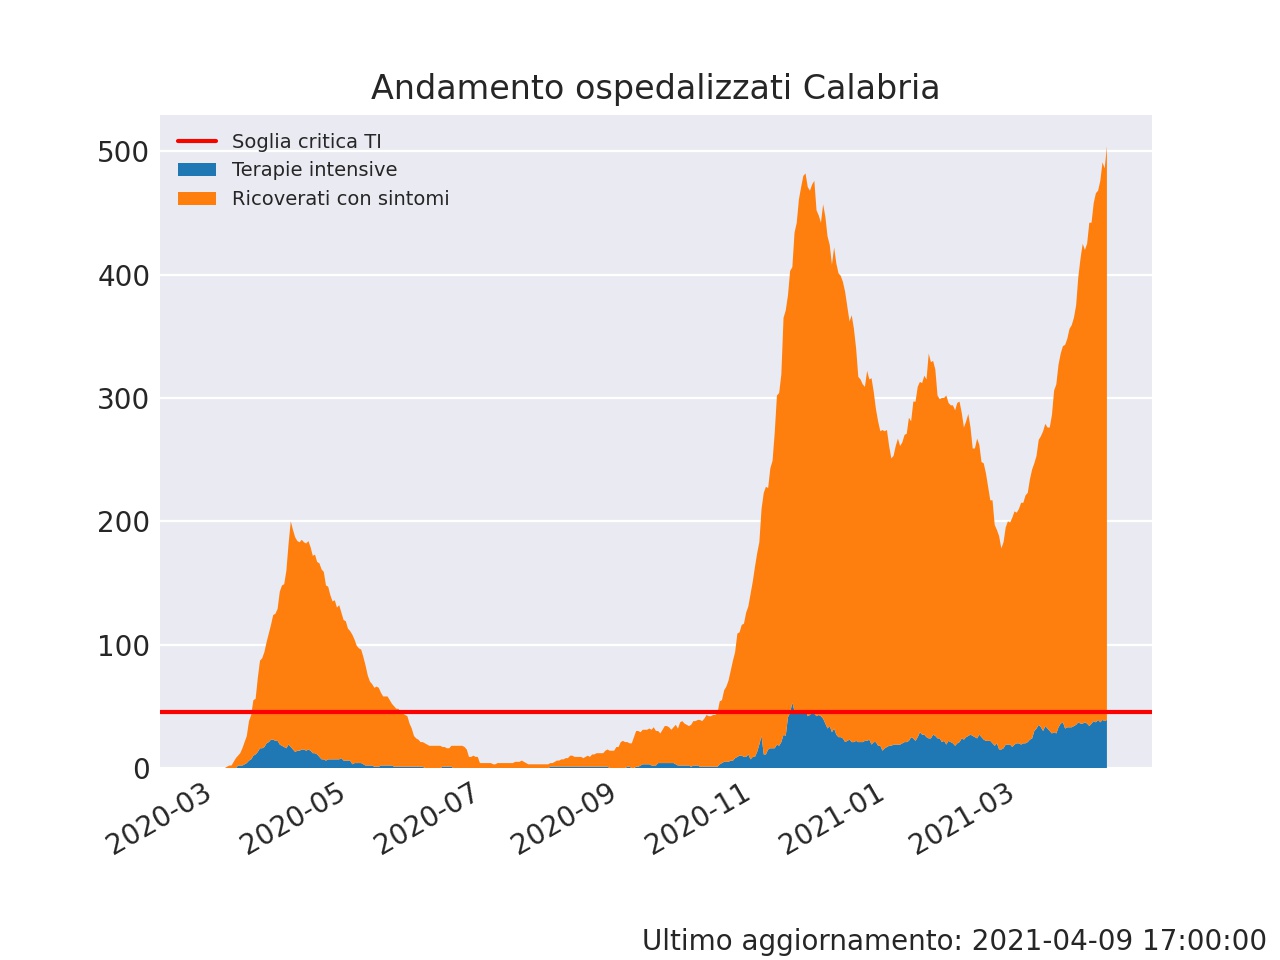 Andamento ospedalizzati Calabria
Soglia critica TI
Terapie intensive
Ricoverati con sintomi
500
400
300
200
100
0
2020-03
2020-05
2020-07
2020-09
2020-11
2021-01
2021-03
Ultimo aggiornamento: 2021-04-09 17:00:00